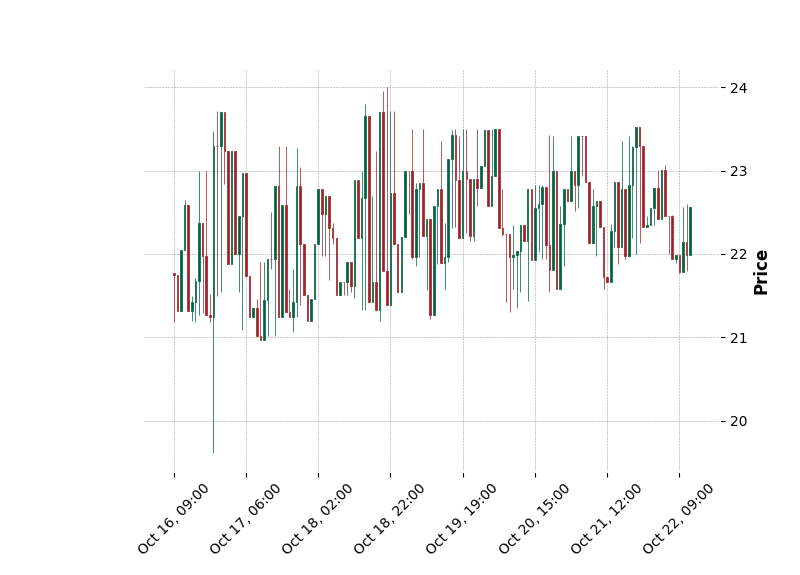 24
23
22
21
20
Price
Oct 16, 09:00
Oct 17, 06:00
Oct 18, 02:00
Oct 18, 22:00
Oct 19, 19:00
Oct 20, 15:00
Oct 21, 12:00
Oct 22, 09:00